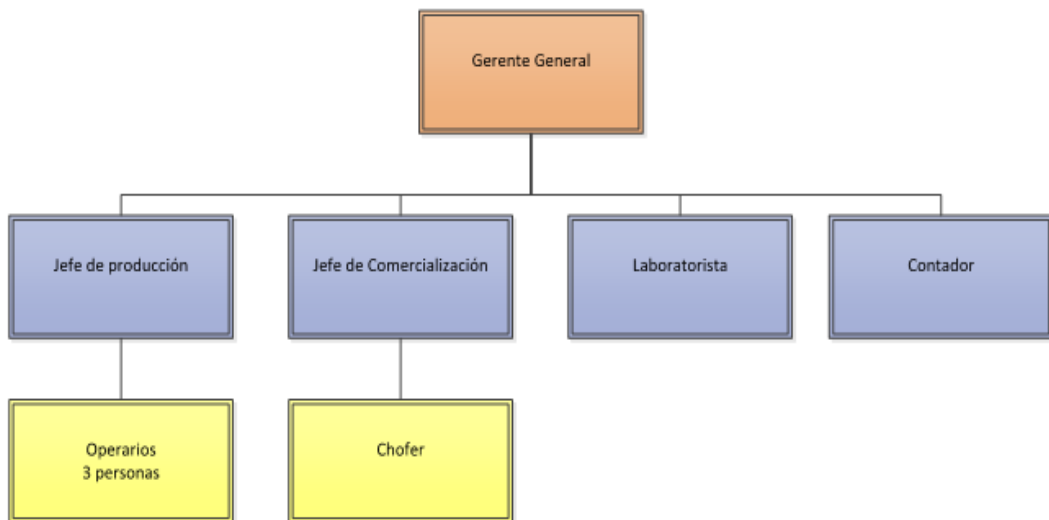 Gerente General
Jefe de producción
Jefe de Comercialización
Laboratorista
Contador
Operarios
3 personas
Chofer